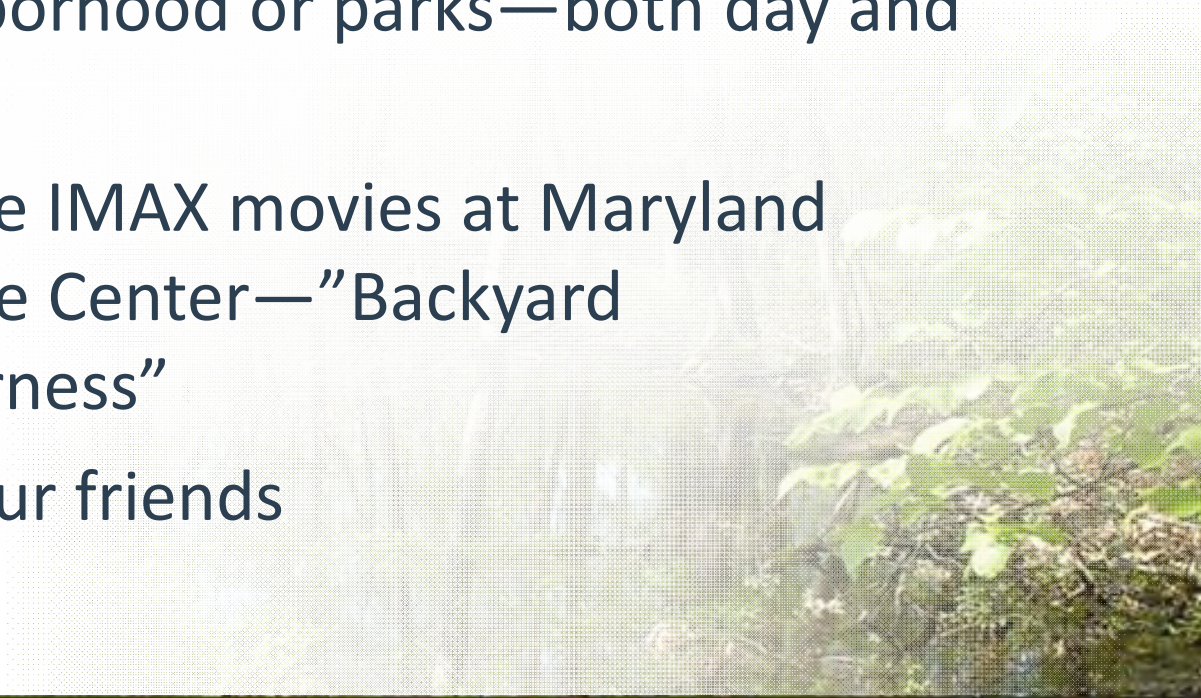 borhood or parks—both day and
e IMAX movies at Maryland
e Center—”Backyard
rness”
ur friends